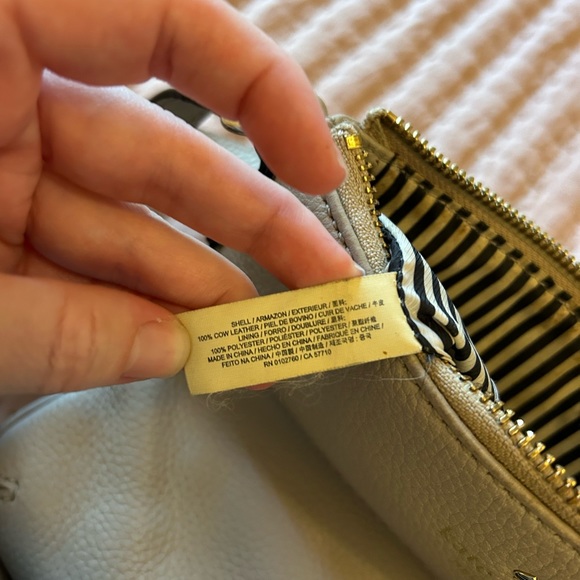 SHELL / ARMAZON / EXTERIEUR / 面料:
100% COW LEATHER / PIEL DE BOVINO / CUIR DE VACHE / 牛皮
LINING / FORRO / DOUBLURE / 里料:
100% POLYESTER / POLIÉSTER / POLYESTER / 聚酯纤维
MADE IN CHINA / HECHO EN CHINA / FABRIQUÉ EN CHINE /
FEITO NA CHINA / 中国製 / 中国制造 / 제조국명: 중국
RN 0102760 / CA 57710